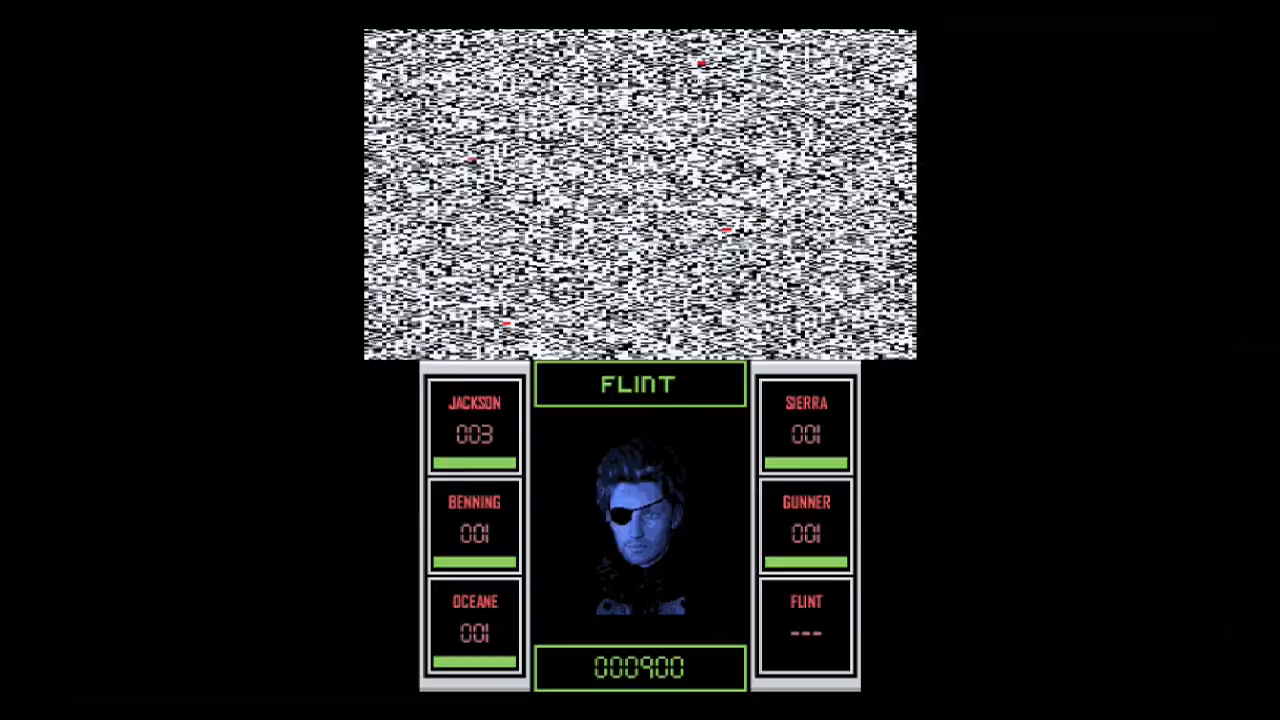 FLINT
JACKSON
003
BENNING
001
OCEANE
001
SIERRA
001
GUNNER
001
FLINT
---
000900